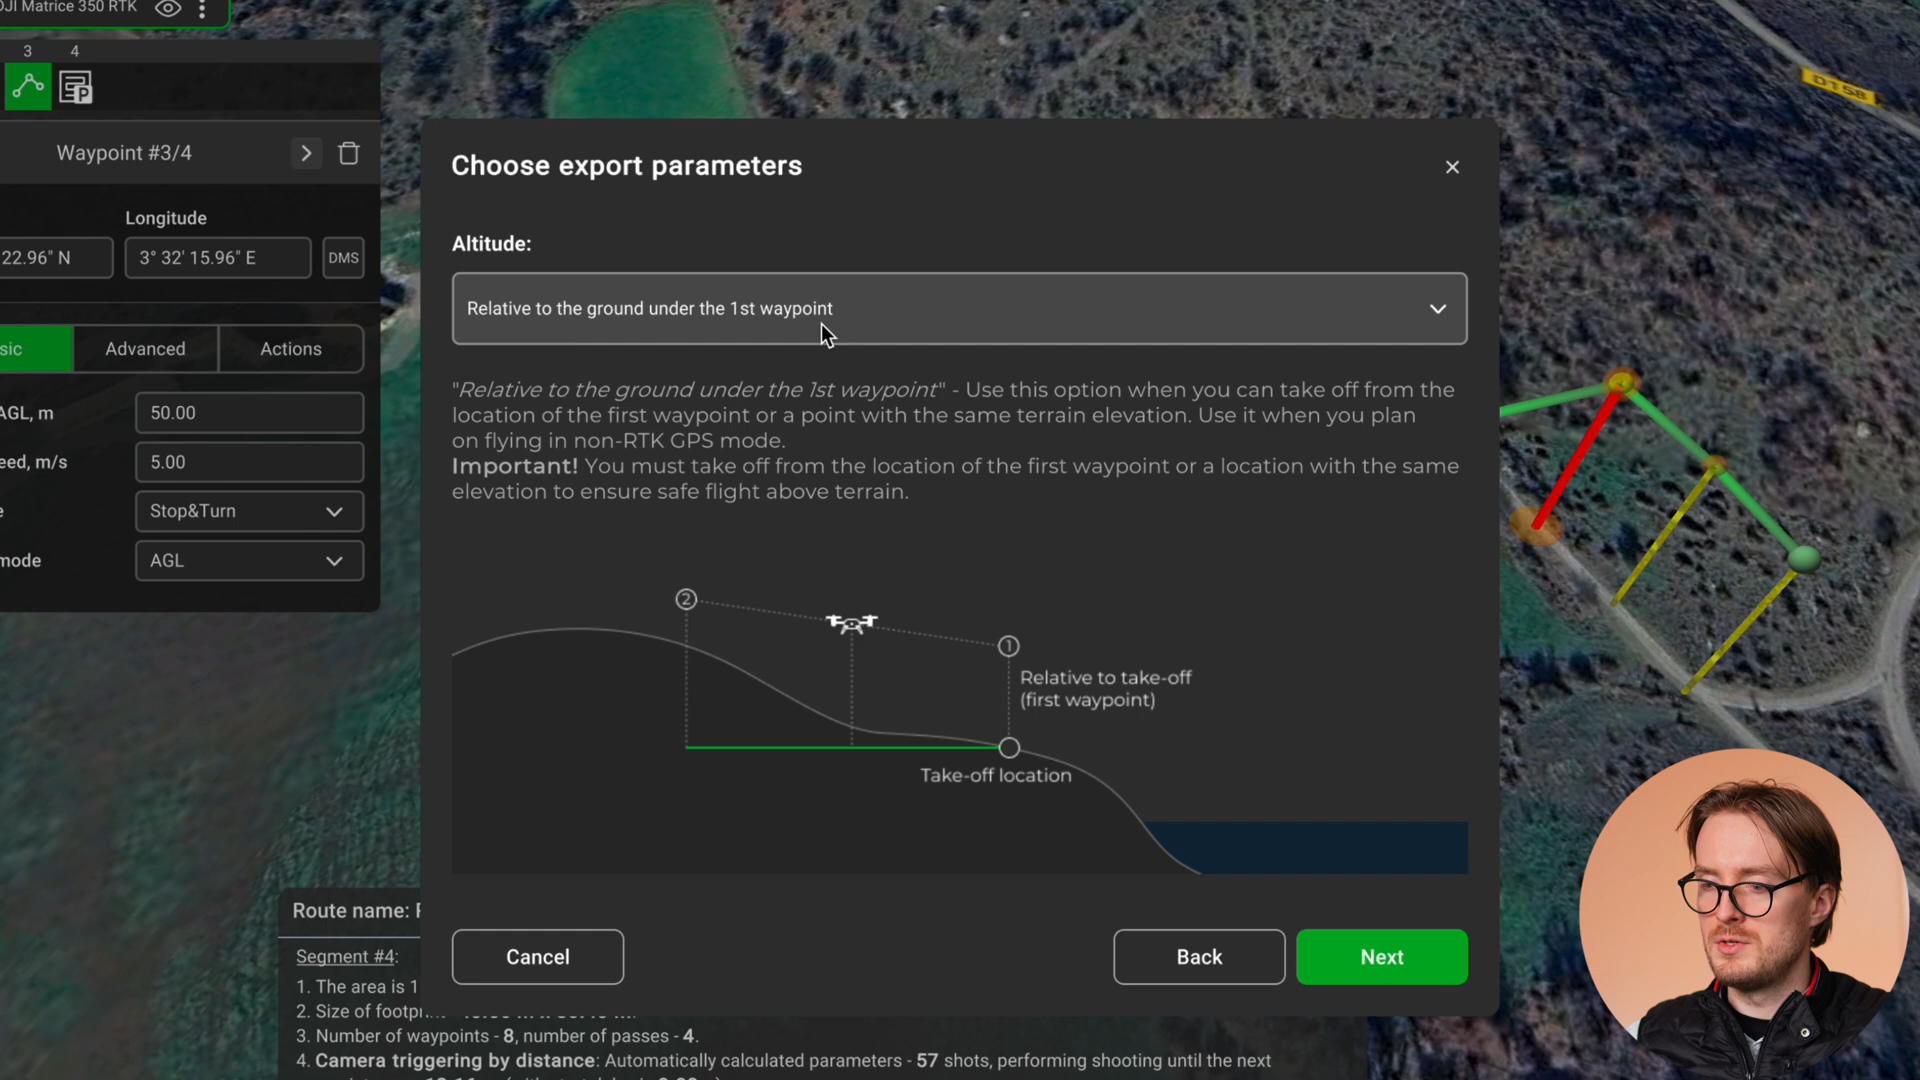 DJI Matrice 350 RTK
3 4
Waypoint #3/4
Longitude
22.96" N
3° 32' 15.96" E
DMS
sic
Advanced
Actions
AGL, m
50.00
eed, m/s
5.00
e
Stop&Turn
mode
AGL
Choose export parameters
Altitude:
Relative to the ground under the 1st waypoint
"Relative to the ground under the 1st waypoint" - Use this option when you can take off from the
location of the first waypoint or a point with the same terrain elevation. Use it when you plan
on flying in non-RTK GPS mode.
Important! You must take off from the location of the first waypoint or a location with the same
elevation to ensure safe flight above terrain.
2
1
Relative to take-off
(first waypoint)
Take-off location
Cancel
Back
Next
D158
Route name:
Segment #4:
1. The area is 1
2. Size of footpr
3. Number of waypoints - 8, number of passes - 4.
4. Camera triggering by distance: Automatically calculated parameters - 57 shots, performing shooting until the next